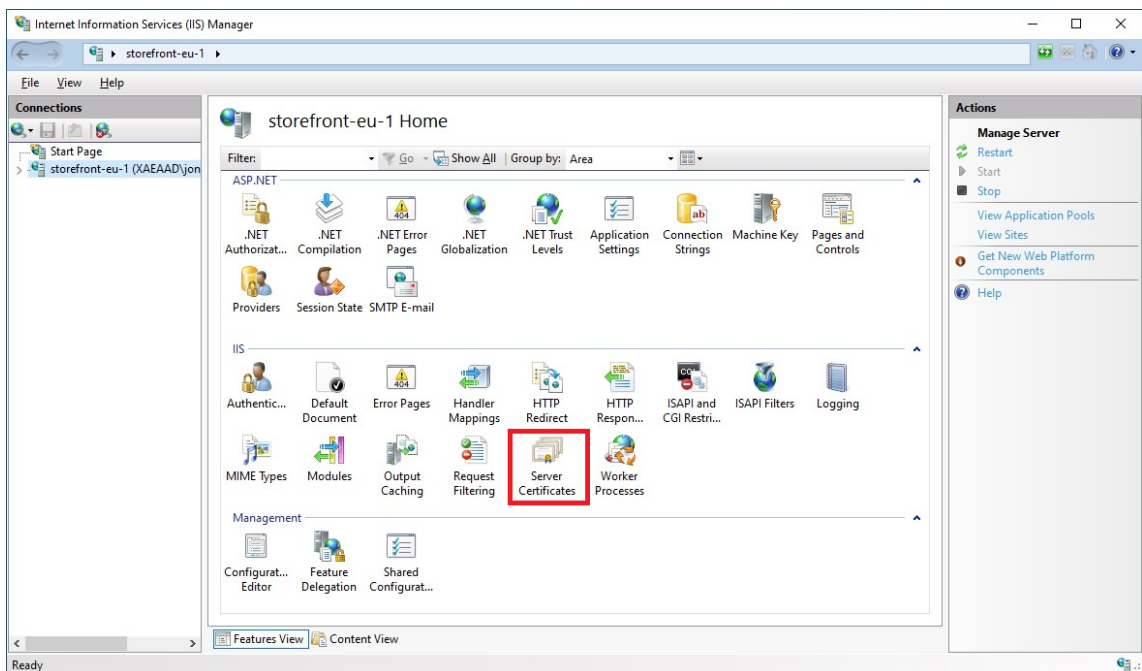 Internet Information Services (IIS) Manager
storefront-eu-1
File View Help
Connections
Start Page
storefront-eu-1 (XAEAAD\jon
storefront-eu-1 Home
Filter: Go Show All Group by: Area
ASP.NET
.NET Authorizat...
.NET Compilation
.NET Error Pages
.NET Globalization
.NET Trust Levels
Application Settings
Connection Strings
Machine Key
Pages and Controls
Providers
Session State
SMTP E-mail
IIS
Authentic...
Default Document
Error Pages
Handler Mappings
HTTP Redirect
HTTP Respon...
ISAPI and CGI Restri...
ISAPI Filters
Logging
MIME Types
Modules
Output Caching
Request Filtering
Server Certificates
Worker Processes
Management
Configurat... Editor
Feature Delegation
Shared Configurat...
Features View Content View
Ready
Actions
Manage Server
Restart
Start
Stop
View Application Pools
View Sites
Get New Web Platform
Components
Help